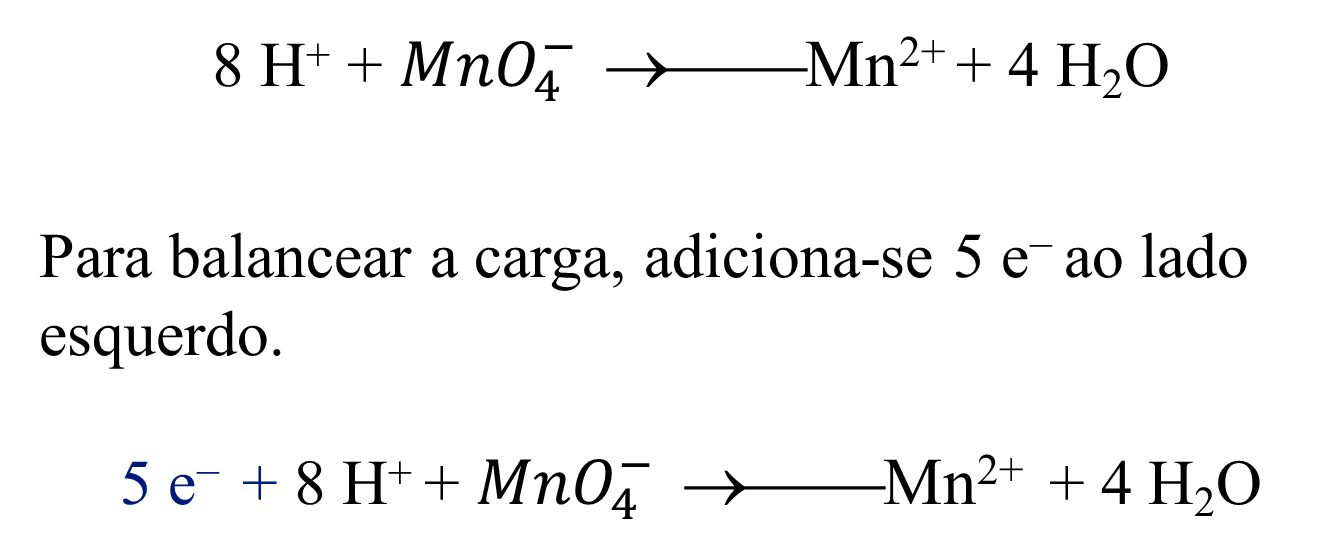 8 H⁺ + MnO₄⁻ → Mn²⁺ + 4 H₂O
Para balancear a carga, adiciona-se 5 e⁻ ao lado
esquerdo.
5 e⁻ + 8 H⁺ + MnO₄⁻ → Mn²⁺ + 4 H₂O